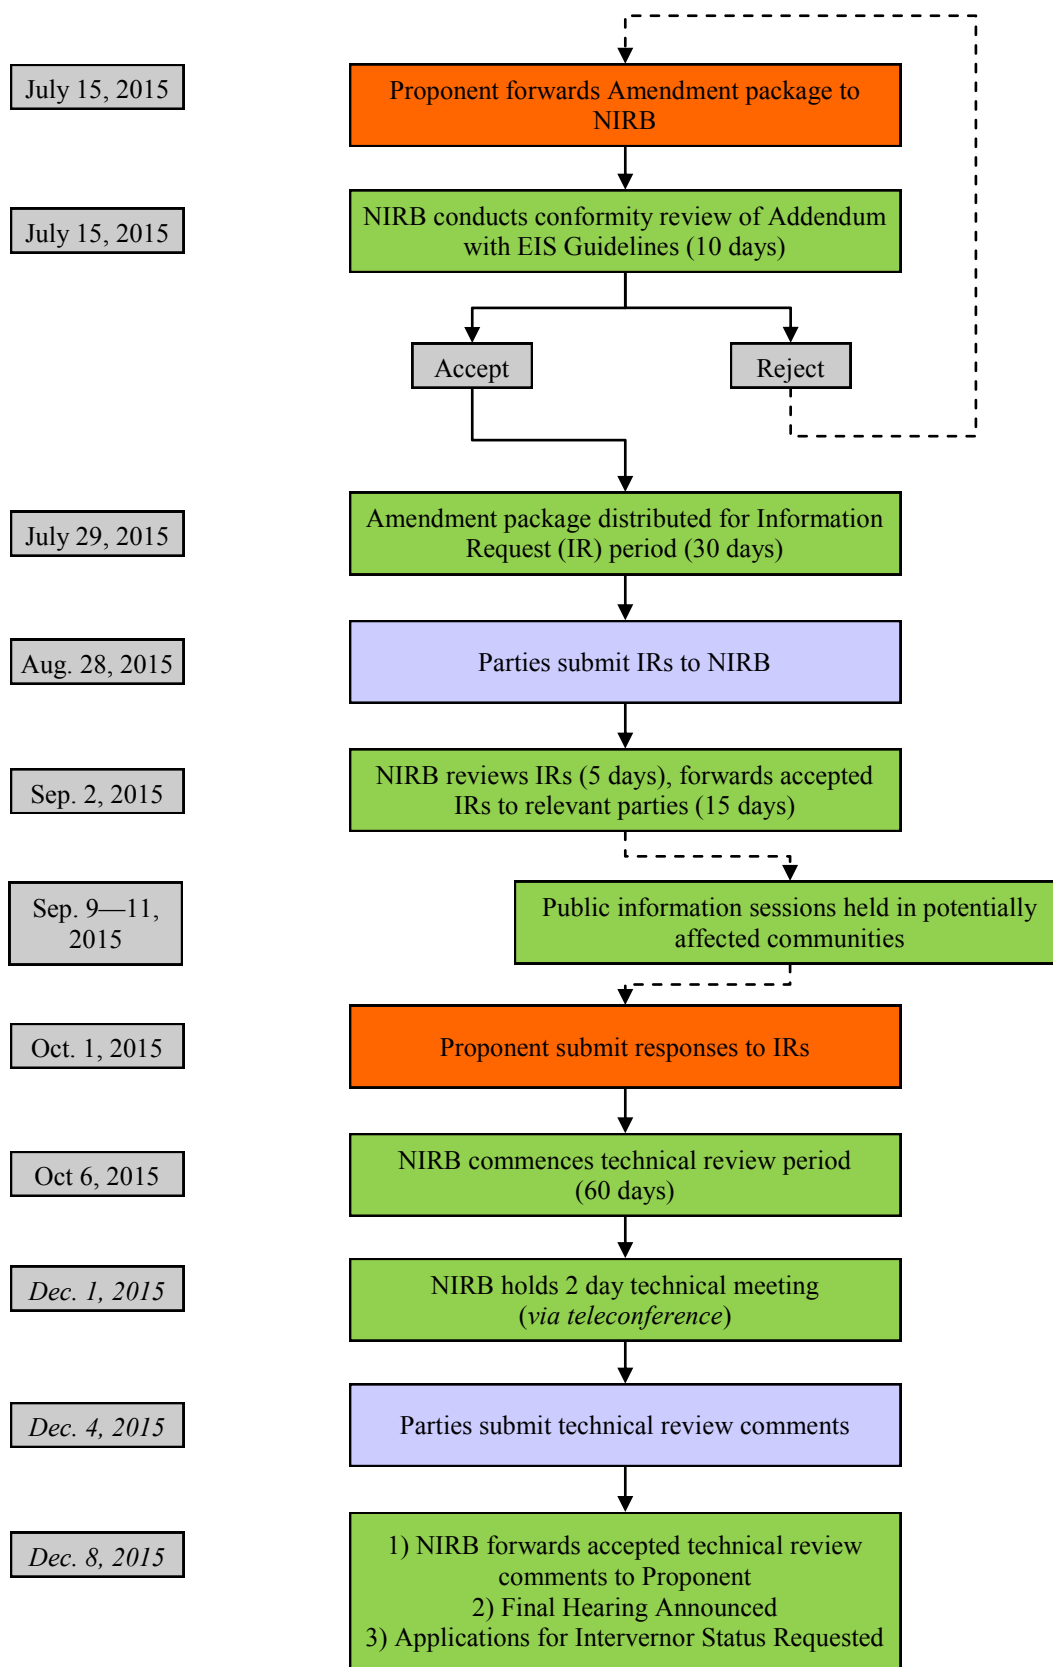 July 15, 2015
Proponent forwards Amendment package to
NIRB
July 15, 2015
NIRB conducts conformity review of Addendum
with EIS Guidelines (10 days)
Accept
Reject
July 29, 2015
Amendment package distributed for Information
Request (IR) period (30 days)
Aug. 28, 2015
Parties submit IRs to NIRB
Sep. 2, 2015
NIRB reviews IRs (5 days), forwards accepted
IRs to relevant parties (15 days)
Sep. 9—11,
2015
Public information sessions held in potentially
affected communities
Oct. 1, 2015
Proponent submit responses to IRs
Oct 6, 2015
NIRB commences technical review period
(60 days)
Dec. 1, 2015
NIRB holds 2 day technical meeting
(via teleconference)
Dec. 4, 2015
Parties submit technical review comments
Dec. 8, 2015
1) NIRB forwards accepted technical review
comments to Proponent
2) Final Hearing Announced
3) Applications for Intervernor Status Requested